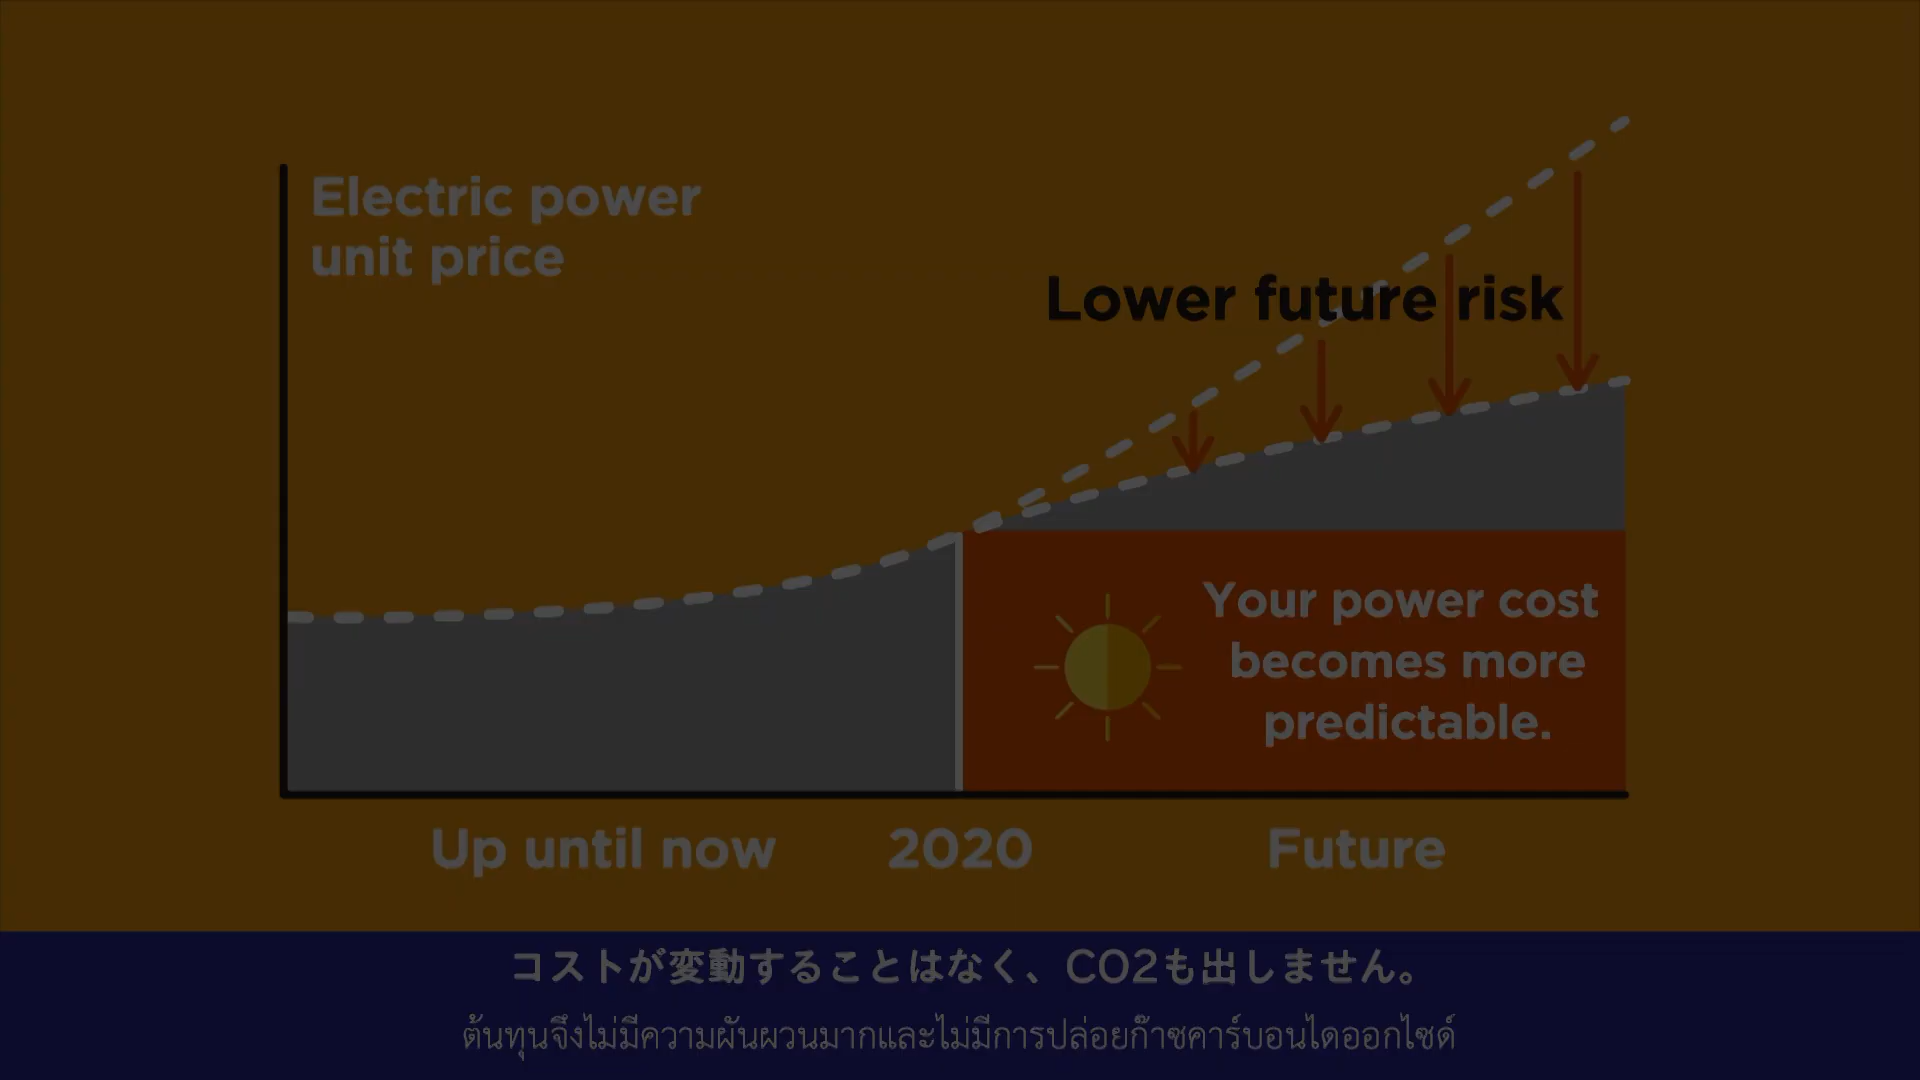 Electric power
unit price
Lower future risk
Your power cost
becomes more
predictable.
Up until now
2020
Future
コストが変動することはなく、CO2も出しません。
ต้นทุนจึงไม่มีความผันผวนมากและไม่มีการปล่อยก๊าซคาร์บอนไดออกไซด์